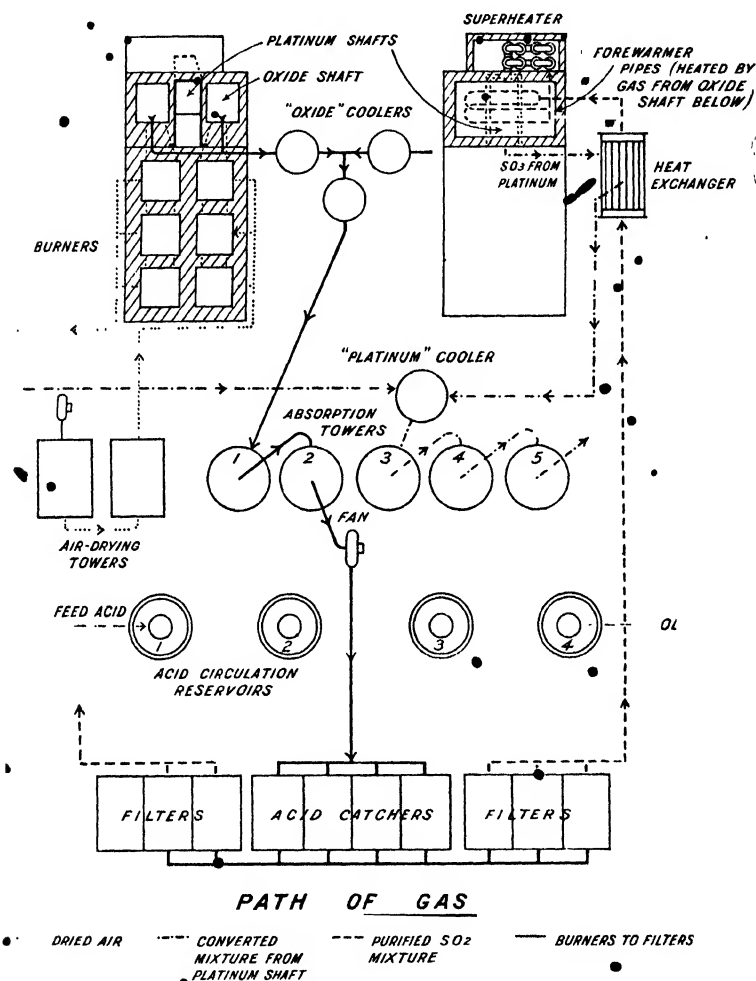 SUPERHEATER
PLATINUM SHAFTS
OXIDE SHAFT
"OXIDE" COOLERS
FOREWARMER
PIPES (HEATED BY
GAS FROM OXIDE
SHAFT BELOW)
SO3 FROM
PLATINUM
HEAT
EXCHANGER
BURNERS
"PLATINUM" COOLER
ABSORPTION
TOWERS
1
2
3
4
5
FAN
AIR-DRYING
TOWERS
FEED ACID
1
2
3
4
OL
ACID CIRCULATION
RESERVOIRS
FILTERS
ACID CATCHERS
FILTERS
PATH OF GAS
DRIED AIR
CONVERTED
MIXTURE FROM
PLATINUM SHAFT
PURIFIED SO2
MIXTURE
BURNERS TO FILTERS